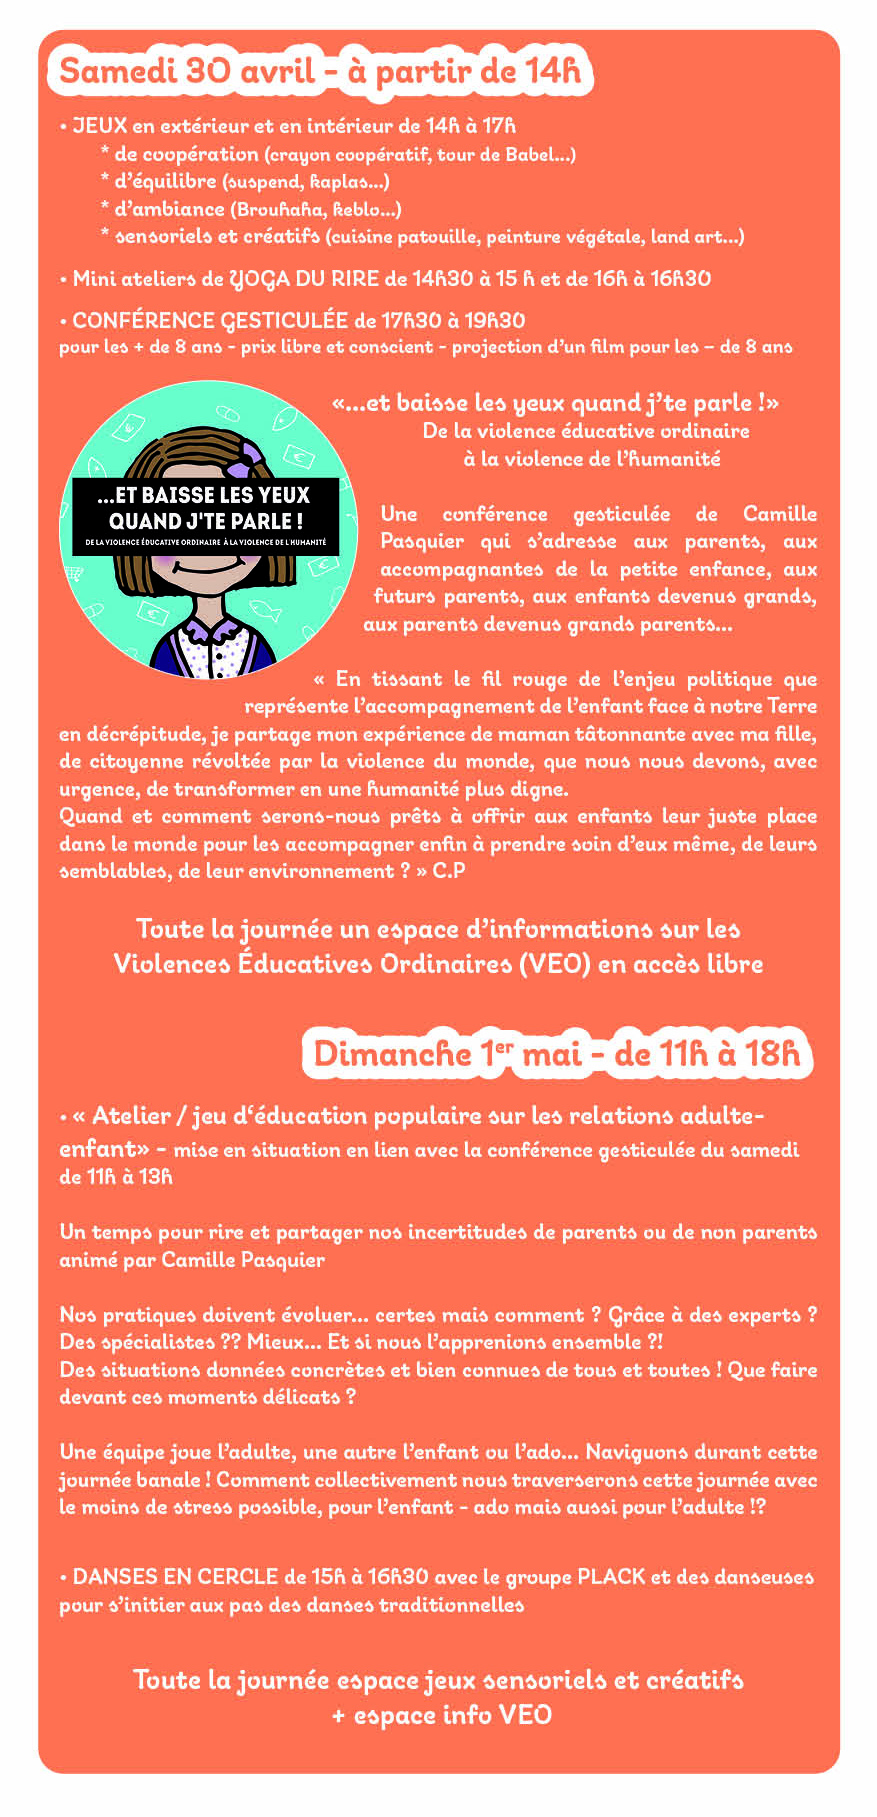 Samedi 30 avril - à partir de 14h
• JEUX en extérieur et en intérieur de 14h à 17h
* de coopération (crayon coopératif, tour de Babel...)
* d'équilibre (suspend, kaplas...)
* d'ambiance (Brouhaha, keblo...)
* sensoriels et créatifs (cuisine patouille, peinture végétale, land art...)
• Mini ateliers de YOGA DU RIRE de 14h30 à 15 h et de 16h à 16h30
• CONFÉRENCE GESTICULÉE de 17h30 à 19h30
pour les + de 8 ans - prix libre et conscient - projection d'un film pour les – de 8 ans
«...et baisse les yeux quand j'te parle !»
De la violence éducative ordinaire
à la violence de l'humanité
...ET BAISSE LES YEUX
QUAND J'TE PARLE !
DE LA VIOLENCE ÉDUCATIVE ORDINAIRE À LA VIOLENCE DE L'HUMANITÉ
Une conférence gesticulée de Camille
Pasquier qui s'adresse aux parents, aux
accompagnantes de la petite enfance, aux
futurs parents, aux enfants devenus grands,
aux parents devenus grands parents...
« En tissant le fil rouge de l'enjeu politique que
représente l'accompagnement de l'enfant face à notre Terre
en décrépitude, je partage mon expérience de maman tâtonnante avec ma fille,
de citoyenne révoltée par la violence du monde, que nous nous devons, avec
urgence, de transformer en une humanité plus digne.
Quand et comment serons-nous prêts à offrir aux enfants leur juste place
dans le monde pour les accompagner enfin à prendre soin d'eux même, de leurs
semblables, de leur environnement ? » C.P
Toute la journée un espace d'informations sur les
Violences Éducatives Ordinaires (VEO) en accès libre
Dimanche 1er mai - de 11h à 18h
• « Atelier / jeu d‘éducation populaire sur les relations adulte-
enfant» - mise en situation en lien avec la conférence gesticulée du samedi
de 11h à 13h
Un temps pour rire et partager nos incertitudes de parents ou de non parents
animé par Camille Pasquier
Nos pratiques doivent évoluer... certes mais comment ? Grâce à des experts ?
Des spécialistes ?? Mieux... Et si nous l'apprenions ensemble ?!
Des situations données concrètes et bien connues de tous et toutes ! Que faire
devant ces moments délicats ?
Une équipe joue l'adulte, une autre l'enfant ou l'ado... Naviguons durant cette
journée banale ! Comment collectivement nous traverserons cette journée avec
le moins de stress possible, pour l'enfant - ado mais aussi pour l'adulte !?
• DANSES EN CERCLE de 15h à 16h30 avec le groupe PLACK et des danseuses
pour s'initier aux pas des danses traditionnelles
Toute la journée espace jeux sensoriels et créatifs
+ espace info VEO